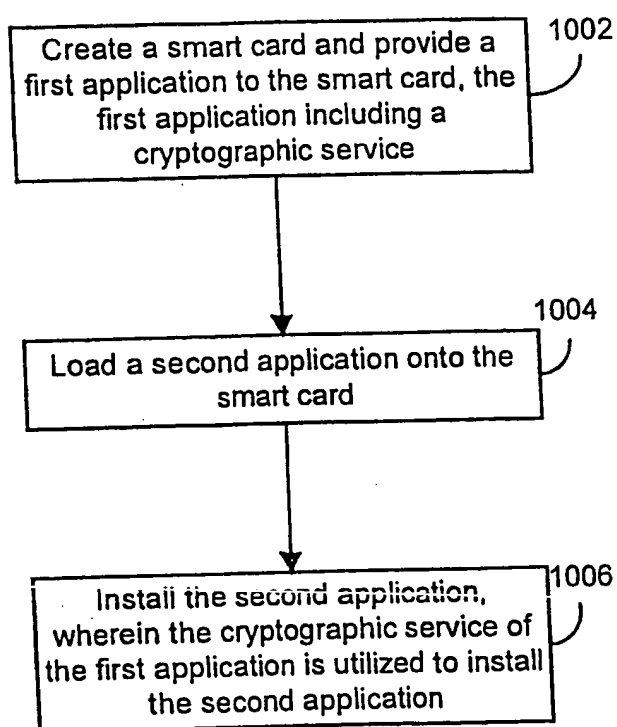 Create a smart card and provide a
first application to the smart card, the
first application including a
cryptographic service
1002
Load a second application onto the
smart card
1004
Install the second application,
wherein the cryptographic service of
the first application is utilized to install
the second application
1006